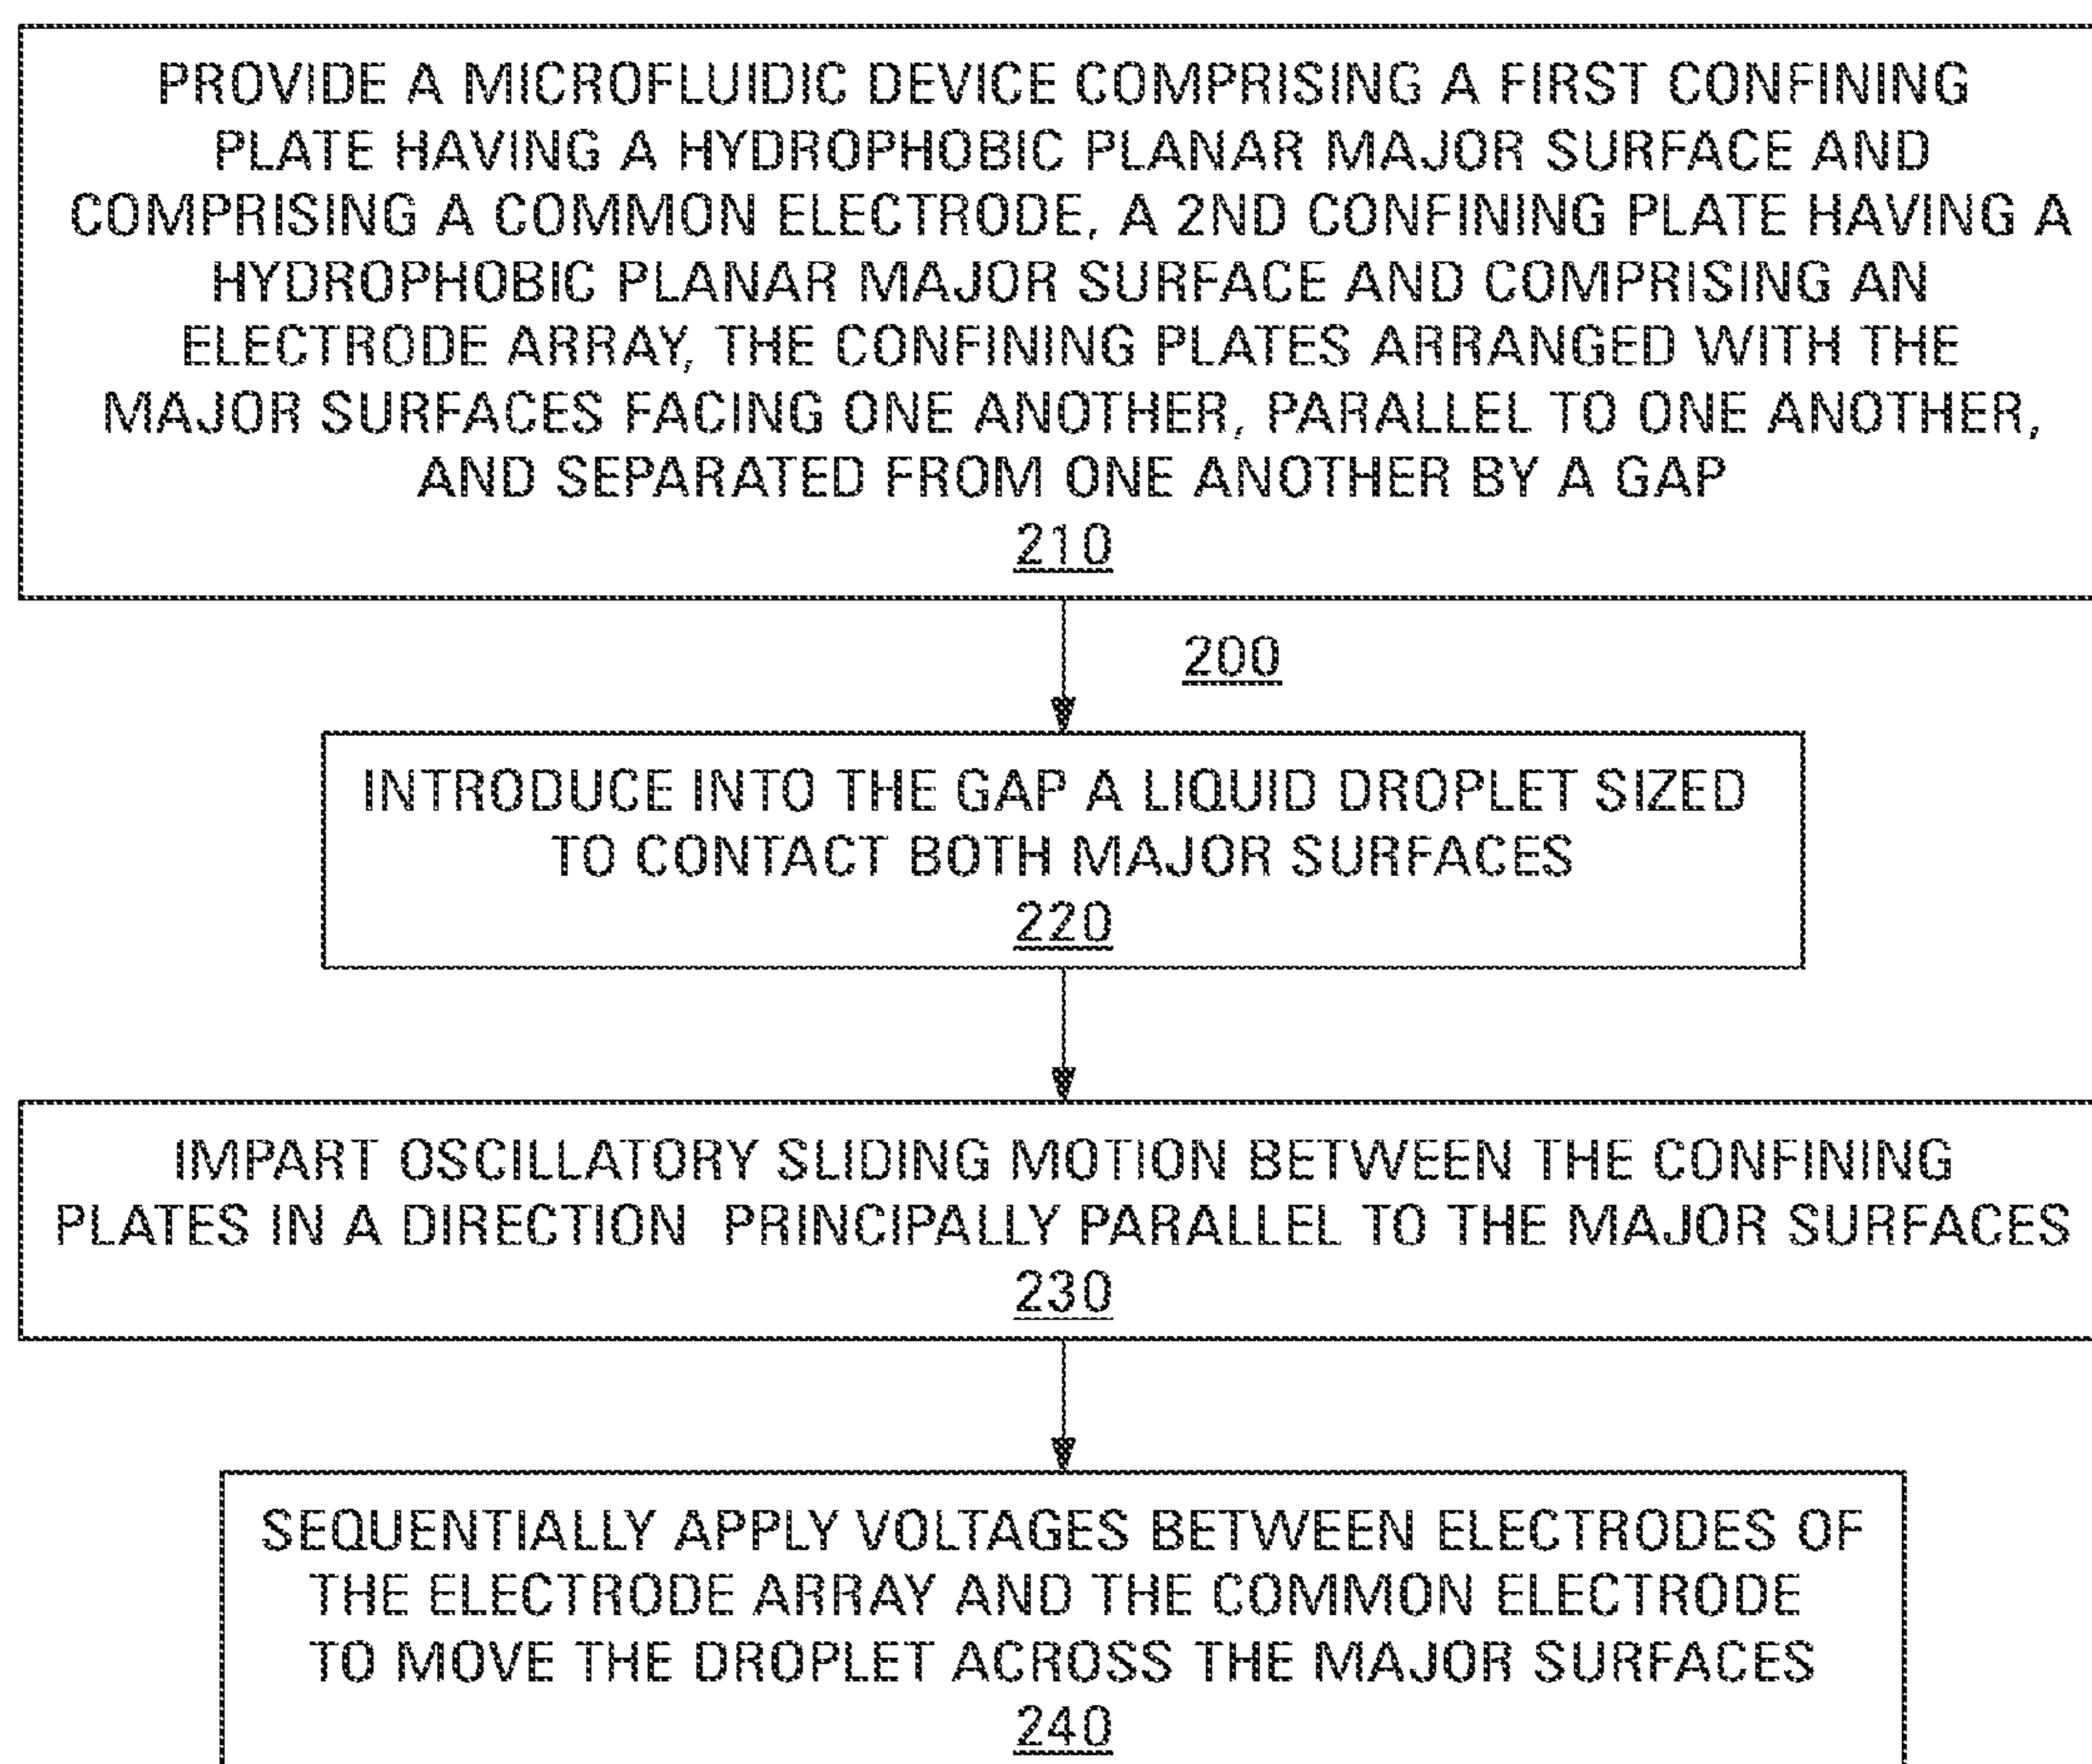 PROVIDE A MICROFLUIDIC DEVICE COMPRISING A FIRST CONFINING
PLATE HAVING A HYDROPHOBIC PLANAR MAJOR SURFACE AND
COMPRISING A COMMON ELECTRODE, A 2ND CONFINING PLATE HAVING A
HYDROPHOBIC PLANAR MAJOR SURFACE AND COMPRISING AN
ELECTRODE ARRAY, THE CONFINING PLATES ARRANGED WITH THE
MAJOR SURFACES FACING ONE ANOTHER, PARALLEL TO ONE ANOTHER,
AND SEPARATED FROM ONE ANOTHER BY A GAP
210
200
INTRODUCE INTO THE GAP A LIQUID DROPLET SIZED
TO CONTACT BOTH MAJOR SURFACES
220
IMPART OSCILLATORY SLIDING MOTION BETWEEN THE CONFINING
PLATES IN A DIRECTION PRINCIPALLY PARALLEL TO THE MAJOR SURFACES
230
SEQUENTIALLY APPLY VOLTAGES BETWEEN ELECTRODES OF
THE ELECTRODE ARRAY AND THE COMMON ELECTRODE
TO MOVE THE DROPLET ACROSS THE MAJOR SURFACES
240